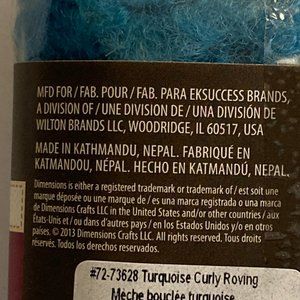 MFD FOR / FAB. POUR / FAB. PARA EKSUCCESS BRANDS,
A DIVISION OF / UNE DIVISION DE / UNA DIVISIÓN DE
WILTON BRANDS LLC, WOODRIDGE, IL 60517, USA
MADE IN KATHMANDU, NEPAL. FABRIQUÉ EN
KATMANDOU, NÉPAL. HECHO EN KATMANDÚ, NEPAL.
Dimensions is either a registered trademark or trademark of / est soit une
marque déposée ou une marque de / es una marca registrada o una marca
de Dimensions Crafts LLC in the United States and/or other countries / aux
États-Unis et / ou dans d'autres pays / en los Estados Unidos y/o en otros
países. © 2013 Dimensions Crafts LLC. All rights reserved. Tous droits réservés.
Todos los derechos reservados.
#72-73628 Turquoise Curly Roving
Mèche bouclée turquoise